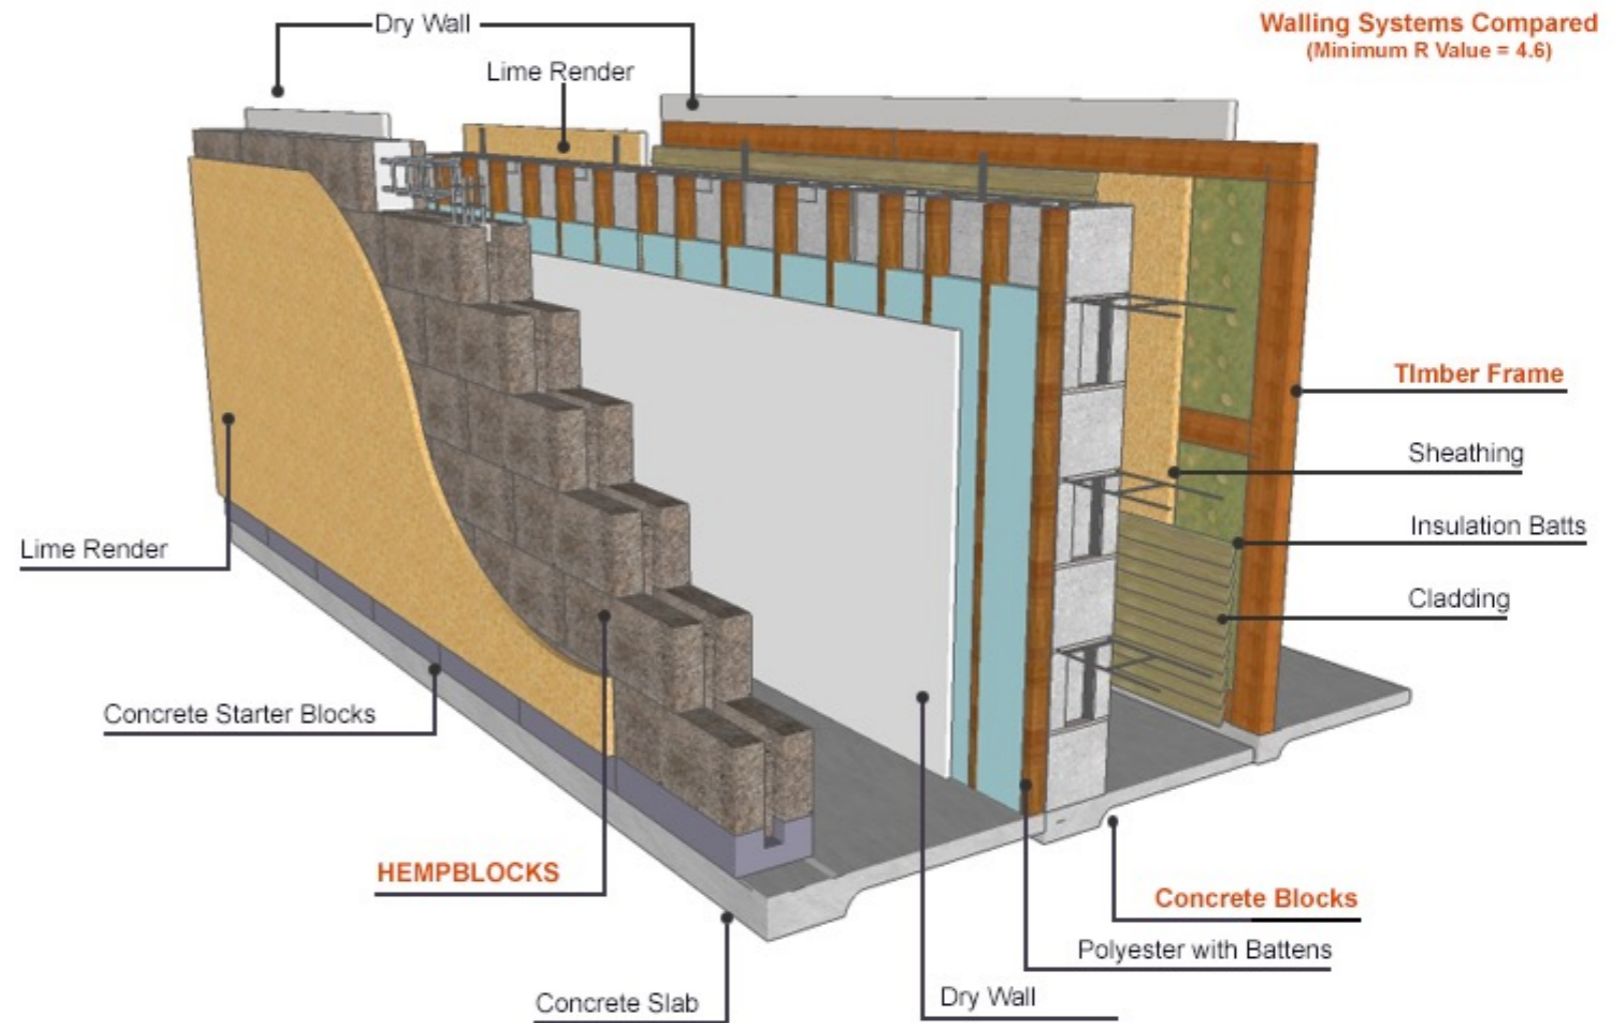 Dry Wall
Walling Systems Compared
(Minimum R Value = 4.6)
Lime Render
TImber Frame
Sheathing
Insulation Batts
Lime Render
Cladding
Concrete Starter Blocks
HEMPBLOCKS
Concrete Blocks
Polyester with Battens
Dry Wall
Concrete Slab